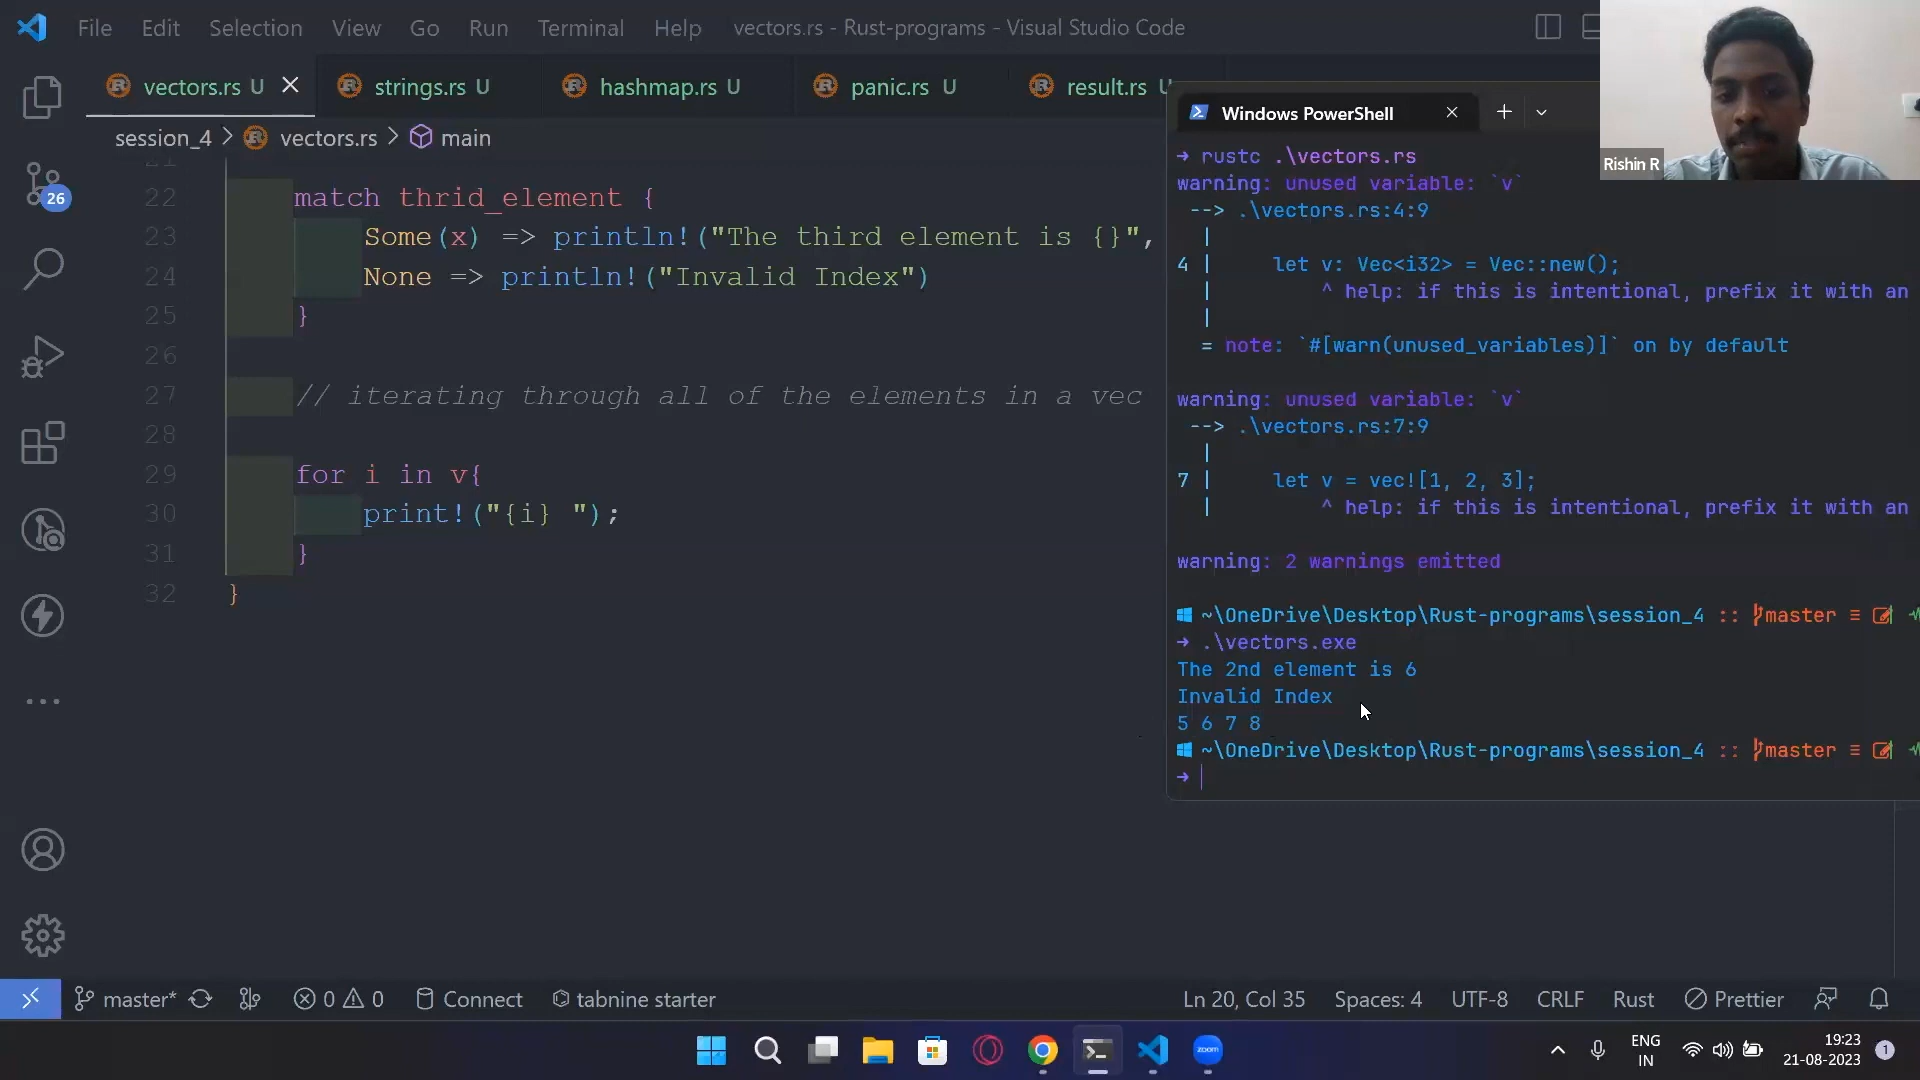 File Edit Selection View Go Run Terminal Help vectors.rs - Rust-programs - Visual Studio Code
vectors.rs U
strings.rs U
hashmap.rs U
panic.rs U
result.rs U
session_4 > vectors.rs > main
22 match thrid_element {
23 Some(x) => println!("The third element is {}",
24 None => println!("Invalid Index")
25 }
26
27 // iterating through all of the elements in a vec
28
29 for i in v{
30 print!("{i} ");
31 }
32 }
Windows PowerShell
→ rustc .\vectors.rs
warning: unused variable: `v`
--> .\vectors.rs:4:9
|
4 | let v: Vec<i32> = Vec::new();
| ^ help: if this is intentional, prefix it with an
|
= note: `#[warn(unused_variables)]` on by default
warning: unused variable: `v`
--> .\vectors.rs:7:9
|
7 | let v = vec![1, 2, 3];
| ^ help: if this is intentional, prefix it with an
warning: 2 warnings emitted
~\OneDrive\Desktop\Rust-programs\session_4 :: master ≡
→ .\vectors.exe
The 2nd element is 6
Invalid Index
5 6 7 8
~\OneDrive\Desktop\Rust-programs\session_4 :: master ≡
→
Rishin R
26
master* 0 0 Connect tabnine starter
Ln 20, Col 35 Spaces: 4 UTF-8 CRLF Rust Prettier
zoom
ENG
IN
19:23
21-08-2023
1